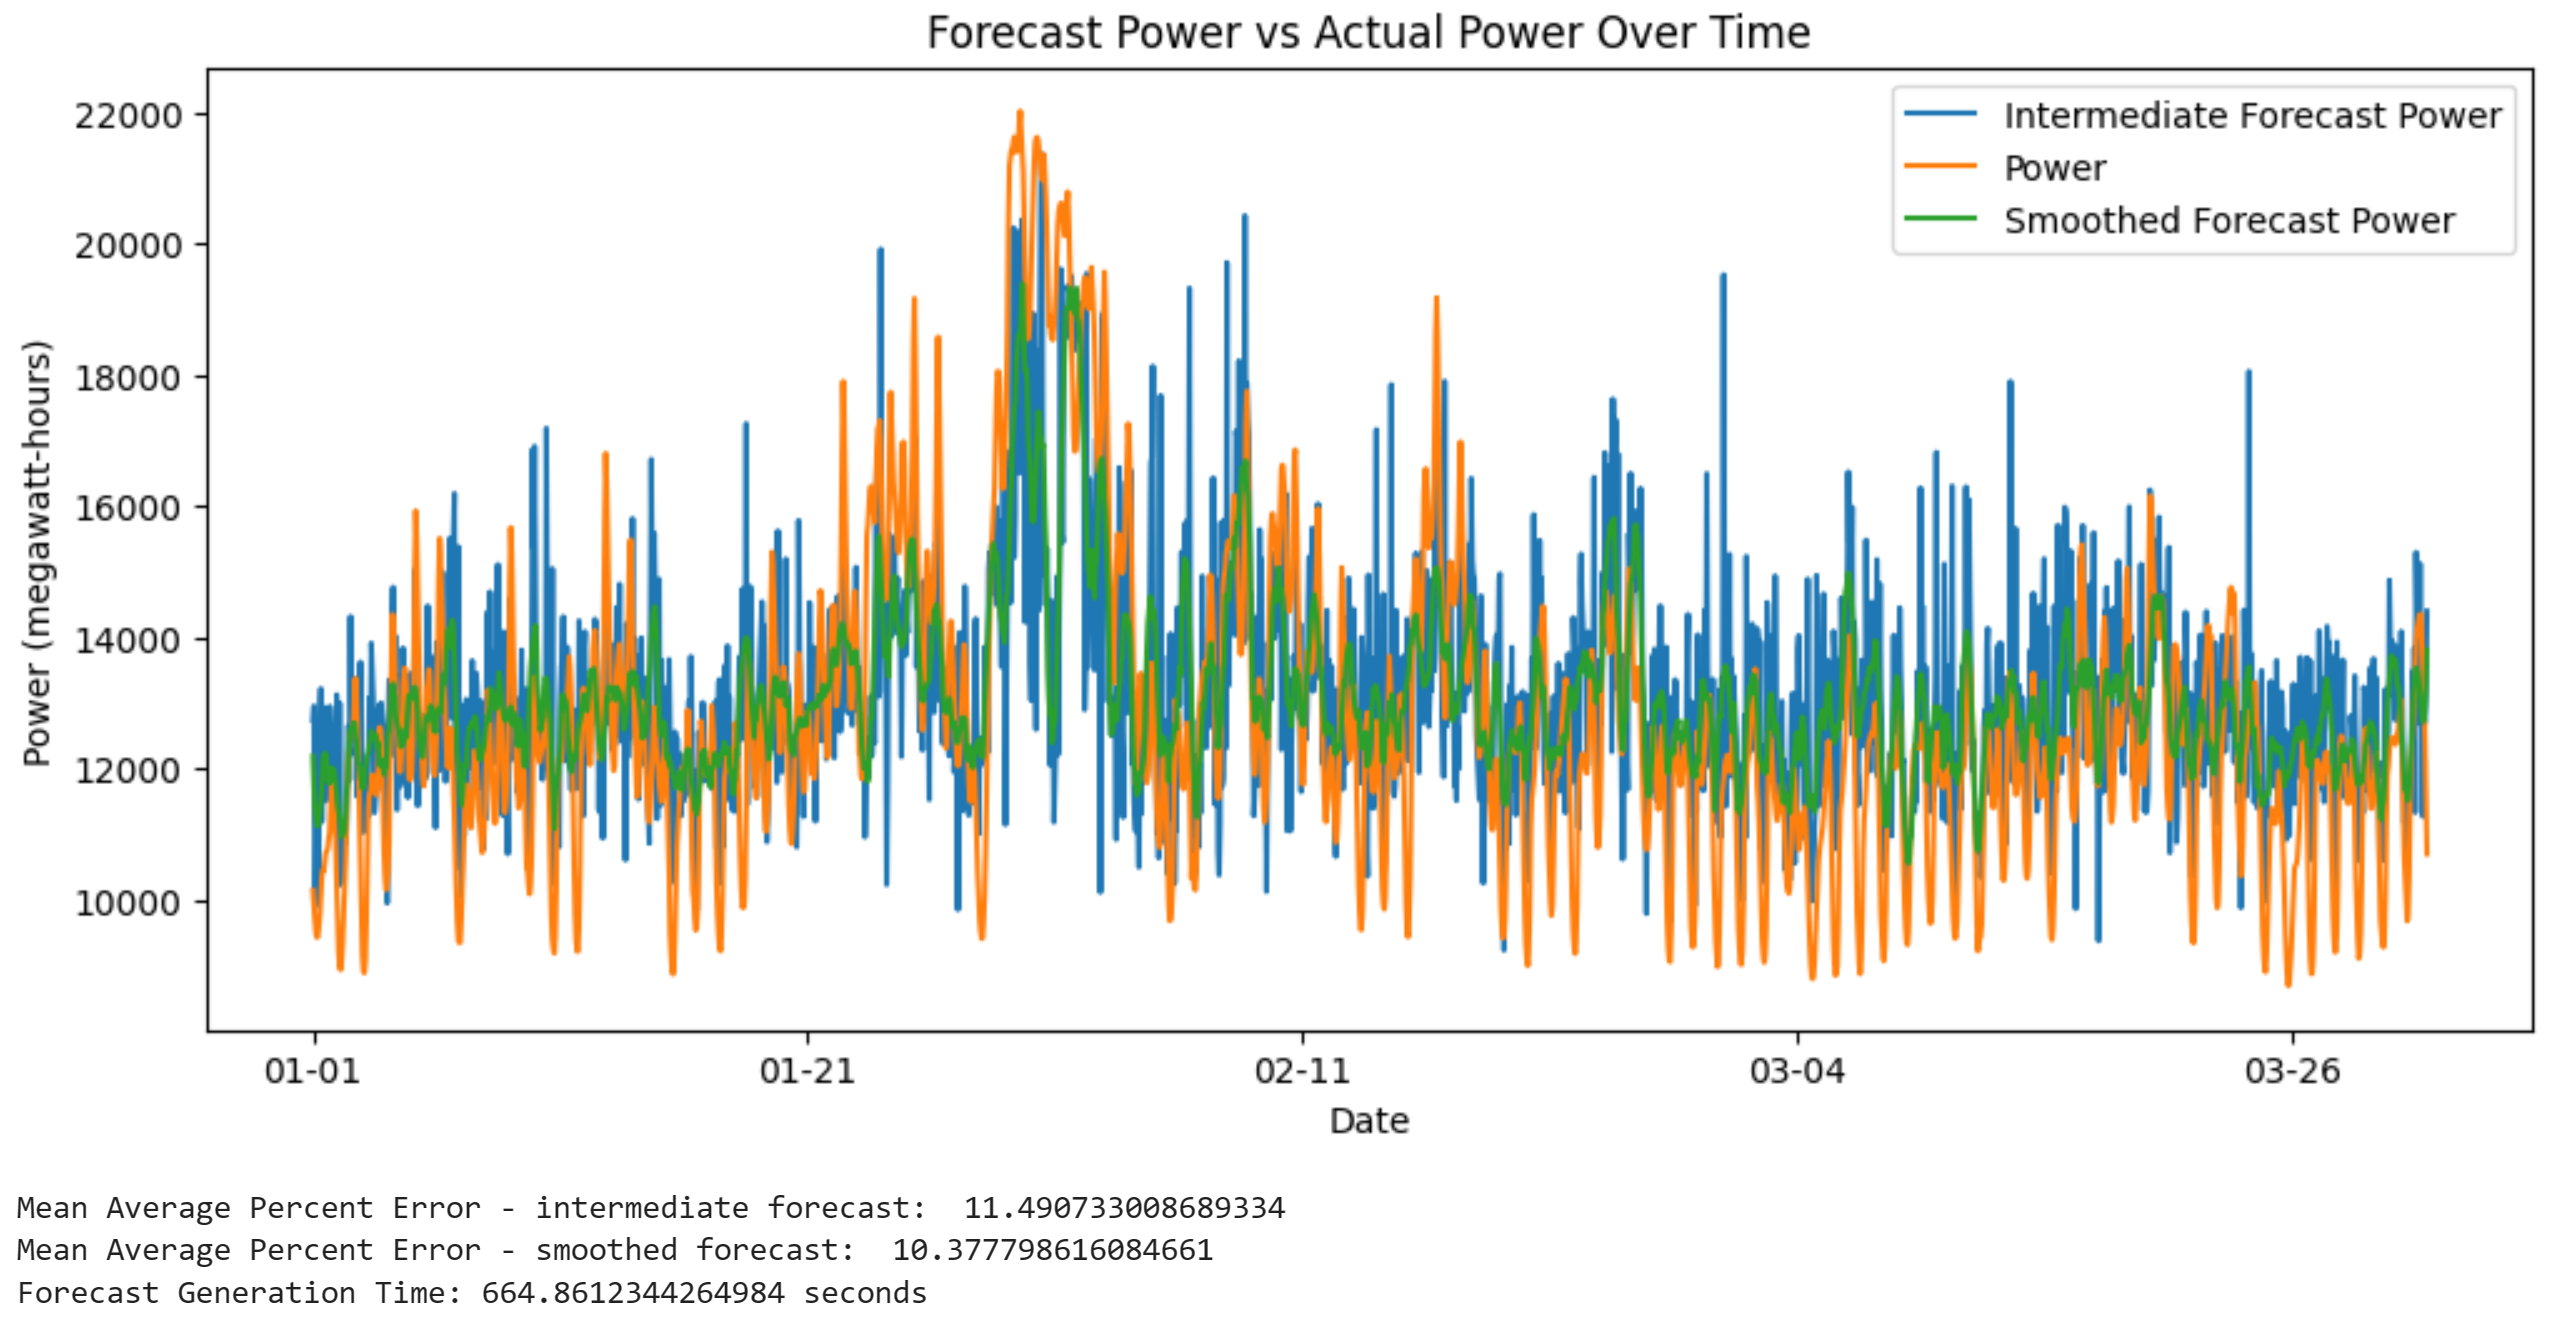 Forecast Power vs Actual Power Over Time
Intermediate Forecast Power
Power
Smoothed Forecast Power
22000
20000
18000
16000
14000
12000
10000
Power (megawatt-hours)
01-01
01-21
02-11
03-04
03-26
Date
Mean Average Percent Error - intermediate forecast:  11.490733008689334
Mean Average Percent Error - smoothed forecast:  10.377798616084661
Forecast Generation Time: 664.8612344264984 seconds